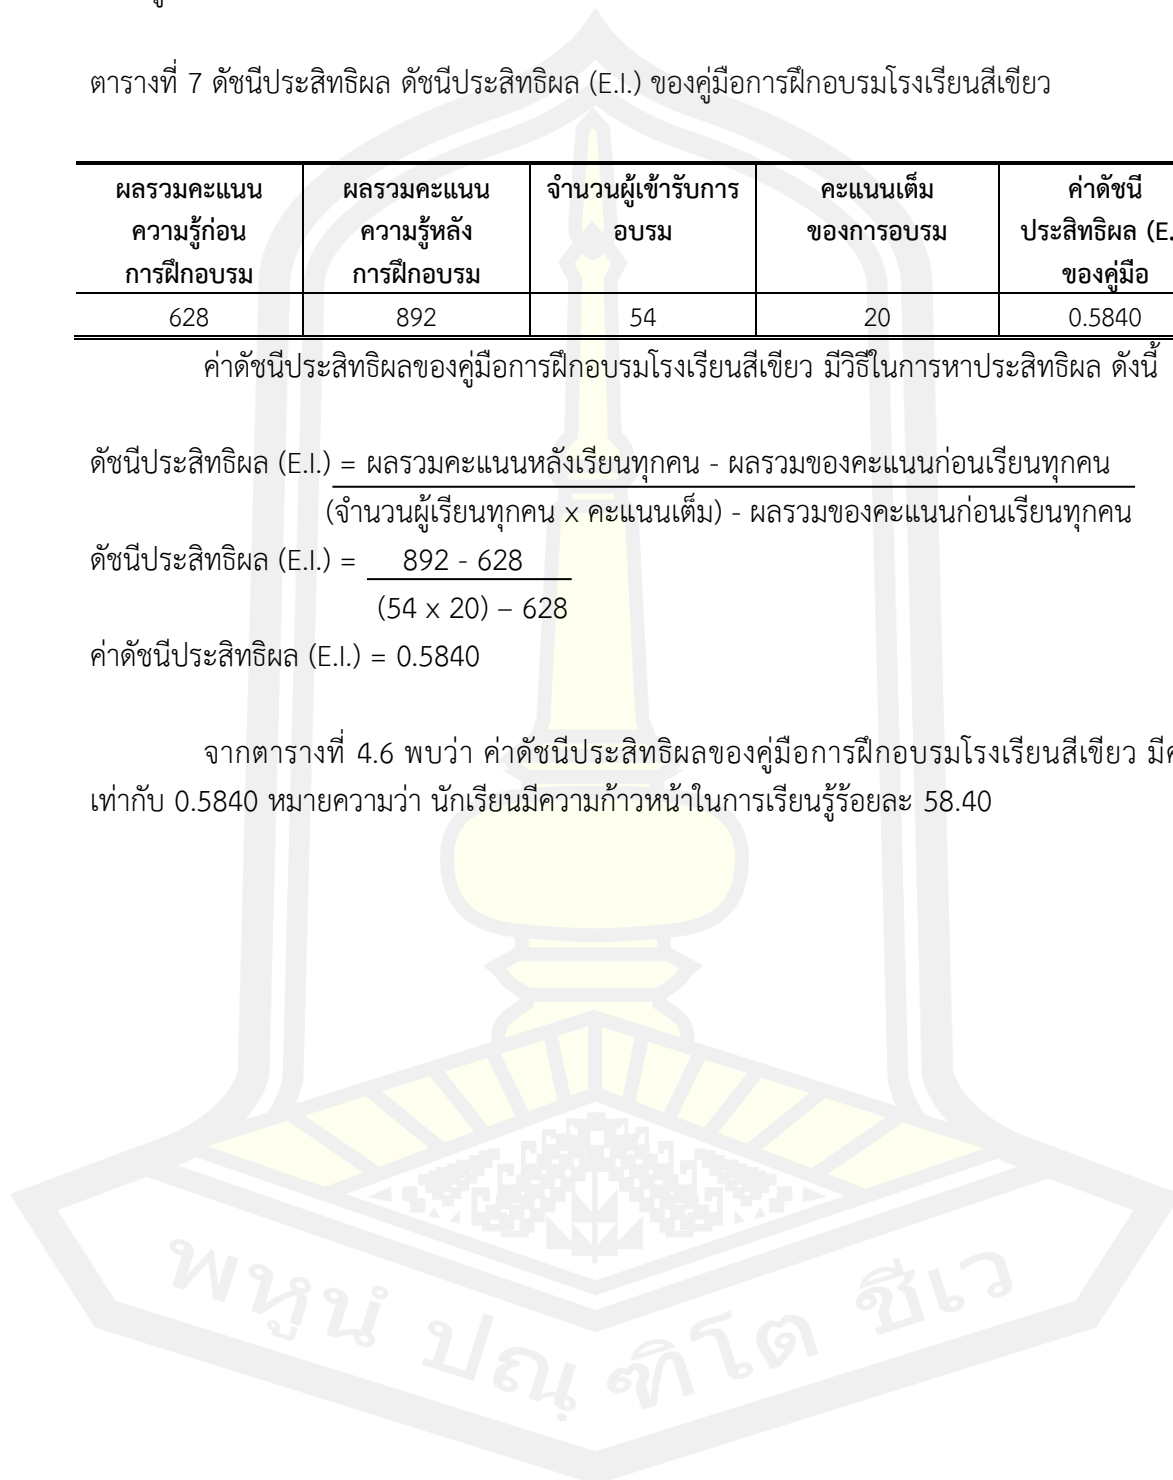 ตารางที่ 7 ดัชนีประสิทธิผล ดัชนีประสิทธิผล (E.I.) ของคู่มือการฝึกอบรมโรงเรียนสีเขียว
ผลรวมคะแนน ความรู้ก่อน การฝึกอบรม
ผลรวมคะแนน ความรู้หลัง การฝึกอบรม
จำนวนผู้เข้ารับการ อบรม
คะแนนเต็ม ของการอบรม
ค่าดัชนี ประสิทธิผล (E. ของคู่มือ
628 892 54 20 0.5840
ค่าดัชนีประสิทธิผลของคู่มือการฝึกอบรมโรงเรียนสีเขียว มีวิธีในการหาประสิทธิผล ดังนี้
ดัชนีประสิทธิผล (E.I.) = ผลรวมคะแนนหลังเรียนทุกคน - ผลรวมของคะแนนก่อนเรียนทุกคน
(จำนวนผู้เรียนทุกคน x คะแนนเต็ม) - ผลรวมของคะแนนก่อนเรียนทุกคน
ดัชนีประสิทธิผล (E.I.) = 892 - 628
(54 x 20) – 628
ค่าดัชนีประสิทธิผล (E.I.) = 0.5840
จากตารางที่ 4.6 พบว่า ค่าดัชนีประสิทธิผลของคู่มือการฝึกอบรมโรงเรียนสีเขียว
เท่ากับ 0.5840 หมายความว่า นักเรียนมีความก้าวหน้าในการเรียนรู้ร้อยละ 58.40
พหูนํ ปณฺฑิโต ชีเว